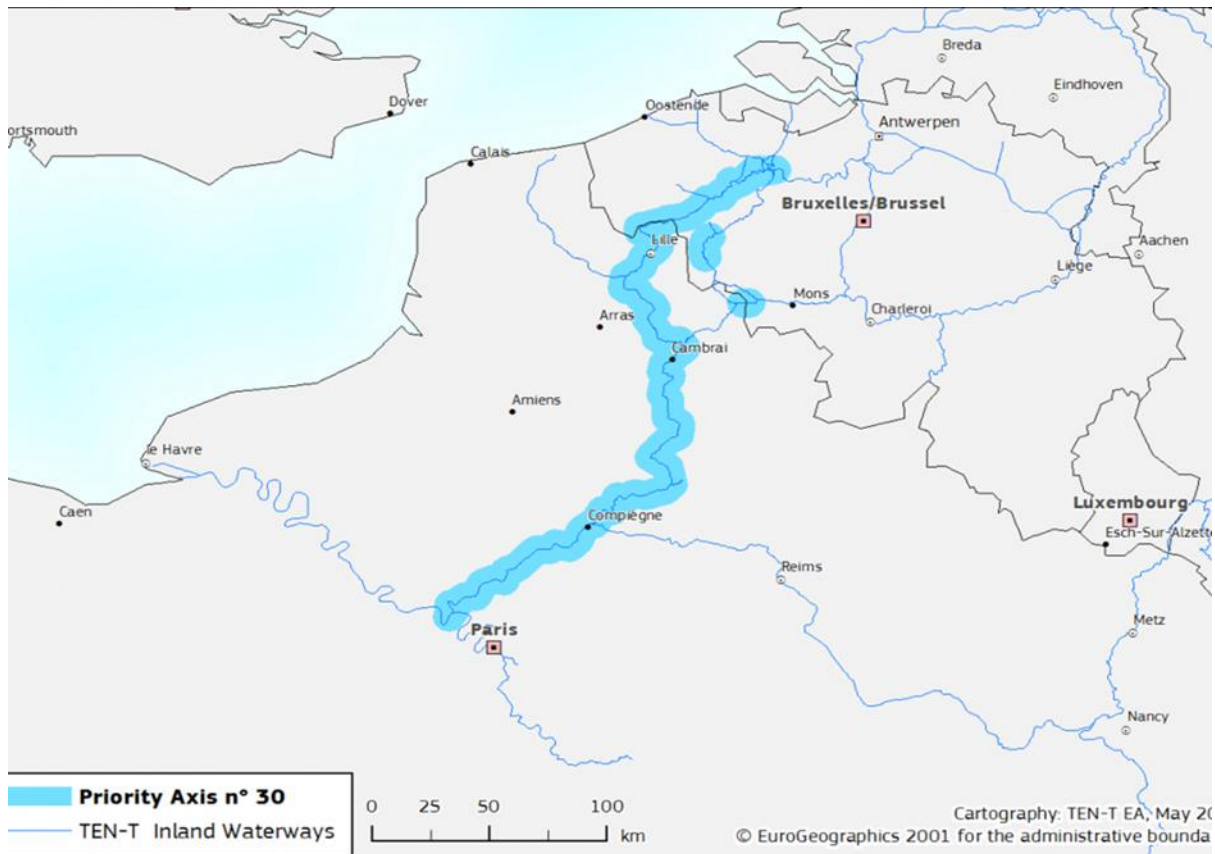 Breda
Eindhoven
Dover
Oostende
Antwerpen
ortsmouth
Calais
Bruxelles/Brussel
Lille
Aachen
Liège
Mons
Charleroi
Arras
Cambrai
Amiens
le Havre
Caen
Compiègne
Luxembourg
Esch-Sur-Alzette
Reims
Paris
Metz
Nancy
Priority Axis n° 30
TEN-T Inland Waterways
0 25 50 100
km
Cartography: TEN-T EA, May 20
© EuroGeographics 2001 for the administrative bounda